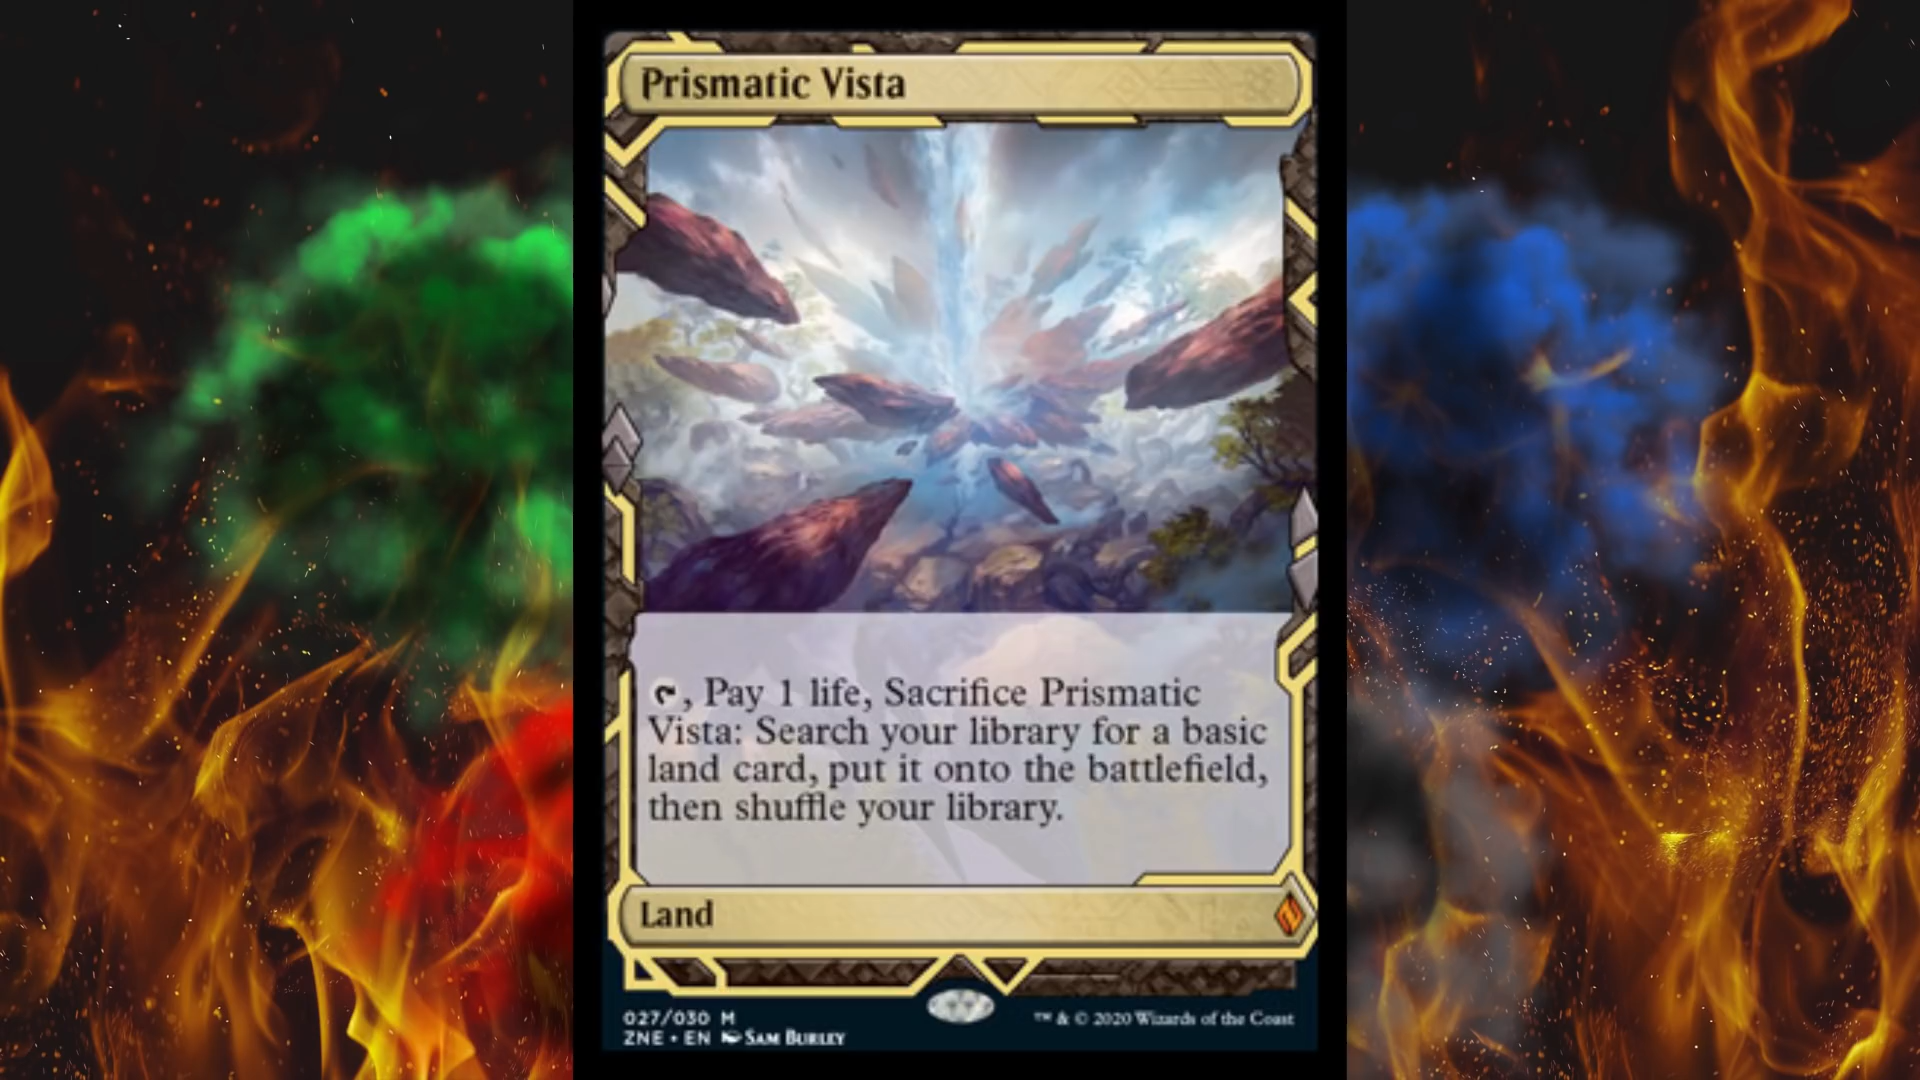 Prismatic Vista
, Pay 1 life, Sacrifice Prismatic
Vista: Search your library for a basic
land card, put it onto the battlefield,
then shuffle your library.
Land
027/030 M
ZNE • EN Sam Burley
™ & © 2020 Wizards of the Coast